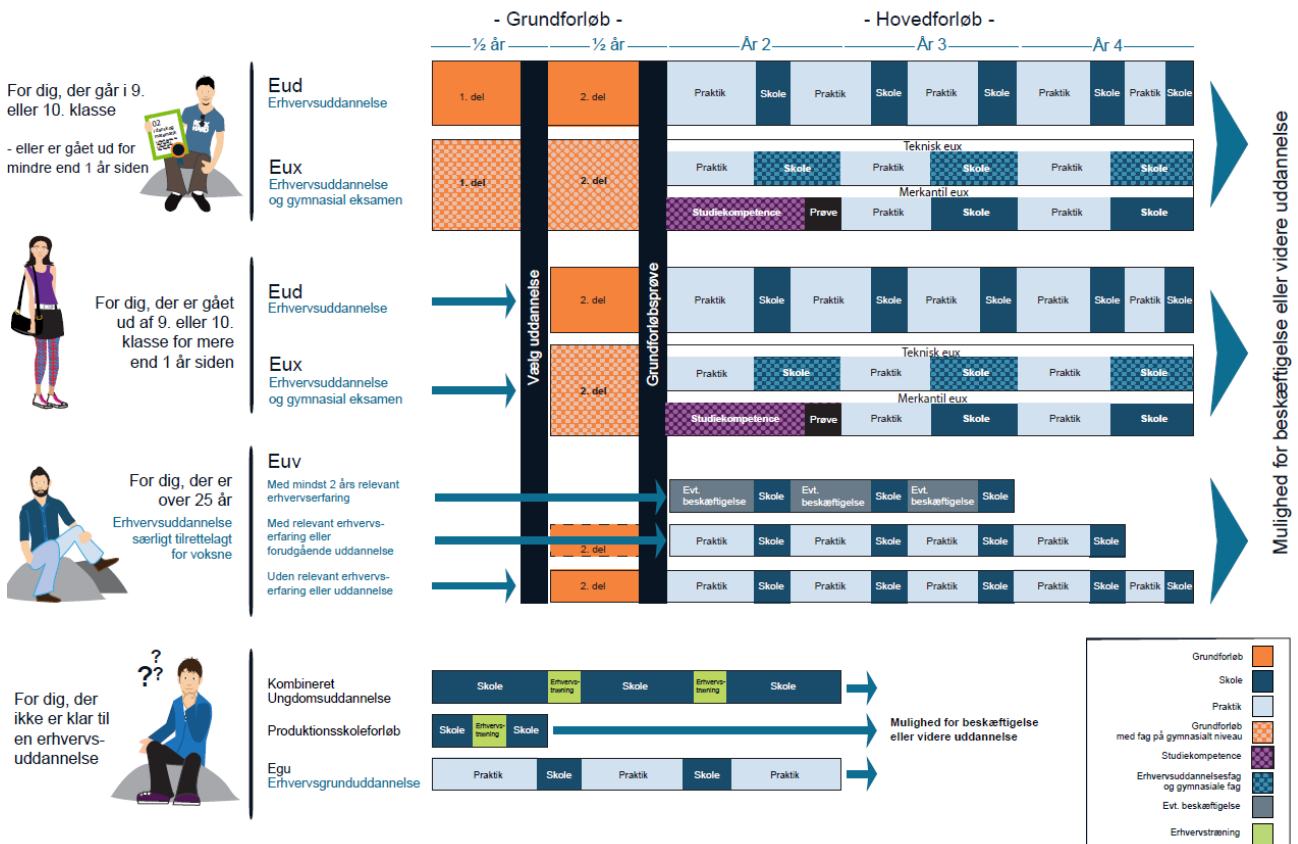 - Grundforløb -
- Hovedforløb -
½ år
½ år
År 2
År 3
År 4
For dig, der går i 9.
eller 10. klasse
- eller er gået ud for
mindre end 1 år siden
02
Eud
Erhvervsuddannelse
1. del
2. del
Praktik Skole Praktik Skole Praktik Skole Praktik Skole Praktik Skole
Eux
Erhvervsuddannelse
og gymnasial eksamen
1. del
2. del
Teknisk eux
Praktik Skole Praktik Skole Praktik Skole
Merkantil eux
Studiekompetence Prøve Praktik Skole Praktik Skole
Vælg uddannelse
Grundforløbsprøve
For dig, der er gået
ud af 9. eller 10.
klasse for mere
end 1 år siden
Eud
Erhvervsuddannelse
2. del
Praktik Skole Praktik Skole Praktik Skole Praktik Skole Praktik Skole
Eux
Erhvervsuddannelse
og gymnasial eksamen
2. del
Teknisk eux
Praktik Skole Praktik Skole Praktik Skole
Merkantil eux
Studiekompetence Prøve Praktik Skole Praktik Skole
Mulighed for beskæftigelse eller videre uddannelse
For dig, der er
over 25 år
Erhvervsuddannelse
særligt tilrettelagt
for voksne
Euv
Med mindst 2 års relevant
erhvervserfaring
Evt. beskæftigelse Skole Evt. beskæftigelse Skole Evt. beskæftigelse Skole
Med relevant erhvervs-
erfaring eller
forudgående uddannelse
2. del
Praktik Skole Praktik Skole Praktik Skole Praktik Skole
Uden relevant erhvervs-
erfaring eller uddannelse
2. del
Praktik Skole Praktik Skole Praktik Skole Praktik Skole Praktik Skole
???
For dig, der
ikke er klar til
en erhvervs-
uddannelse
Kombineret
Ungdomsuddannelse
Skole Erhvervs-træning Skole Erhvervs-træning Skole
Produktionsskoleforløb
Skole Erhvervs-træning Skole
Mulighed for beskæftigelse
eller videre uddannelse
Egu
Erhvervsgrunduddannelse
Praktik Skole Praktik Skole Praktik
Grundforløb
Skole
Praktik
Grundforløb
med fag på gymnasialt niveau
Studiekompetence
Erhvervsuddannelsesfag
og gymnasiale fag
Evt. beskæftigelse
Erhvervstræning